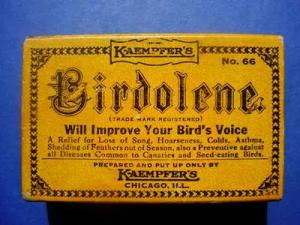 KAEMPFER'S
No. 66
Birdolene.
(TRADE MARK REGISTERED)
Will Improve Your Bird's Voice
A Relief for Loss of Song, Hoarseness, Colds, Asthma,
Shedding of Feathers out of Season, also a Preventive against
all Diseases Common to Canaries and Seed-eating Birds.
PREPARED AND PUT UP ONLY BY
KAEMPFER'S
CHICAGO, ILL.